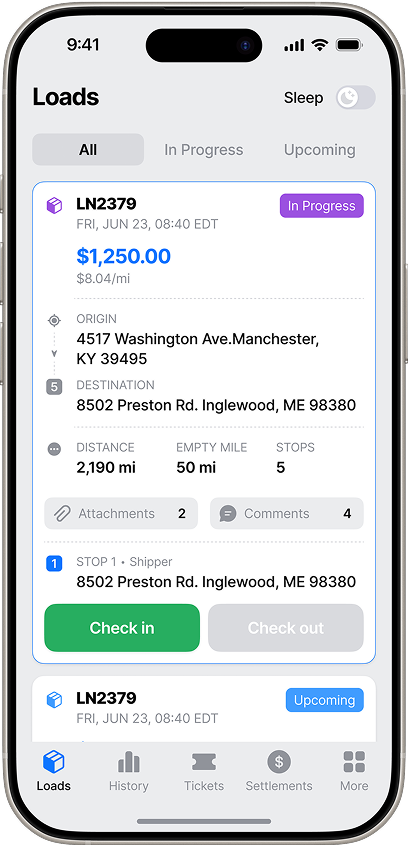 9:41
Loads
Sleep
All
In Progress
Upcoming
LN2379
In Progress
FRI, JUN 23, 08:40 EDT
$1,250.00
$8.04/mi
ORIGIN
4517 Washington Ave.Manchester,
KY 39495
5
DESTINATION
8502 Preston Rd. Inglewood, ME 98380
DISTANCE
EMPTY MILE
STOPS
2,190 mi
50 mi
5
Attachments 2
Comments 4
1
STOP 1 • Shipper
8502 Preston Rd. Inglewood, ME 98380
Check in
Check out
LN2379
Upcoming
FRI, JUN 23, 08:40 EDT
$
Loads
History
Tickets
Settlements
More